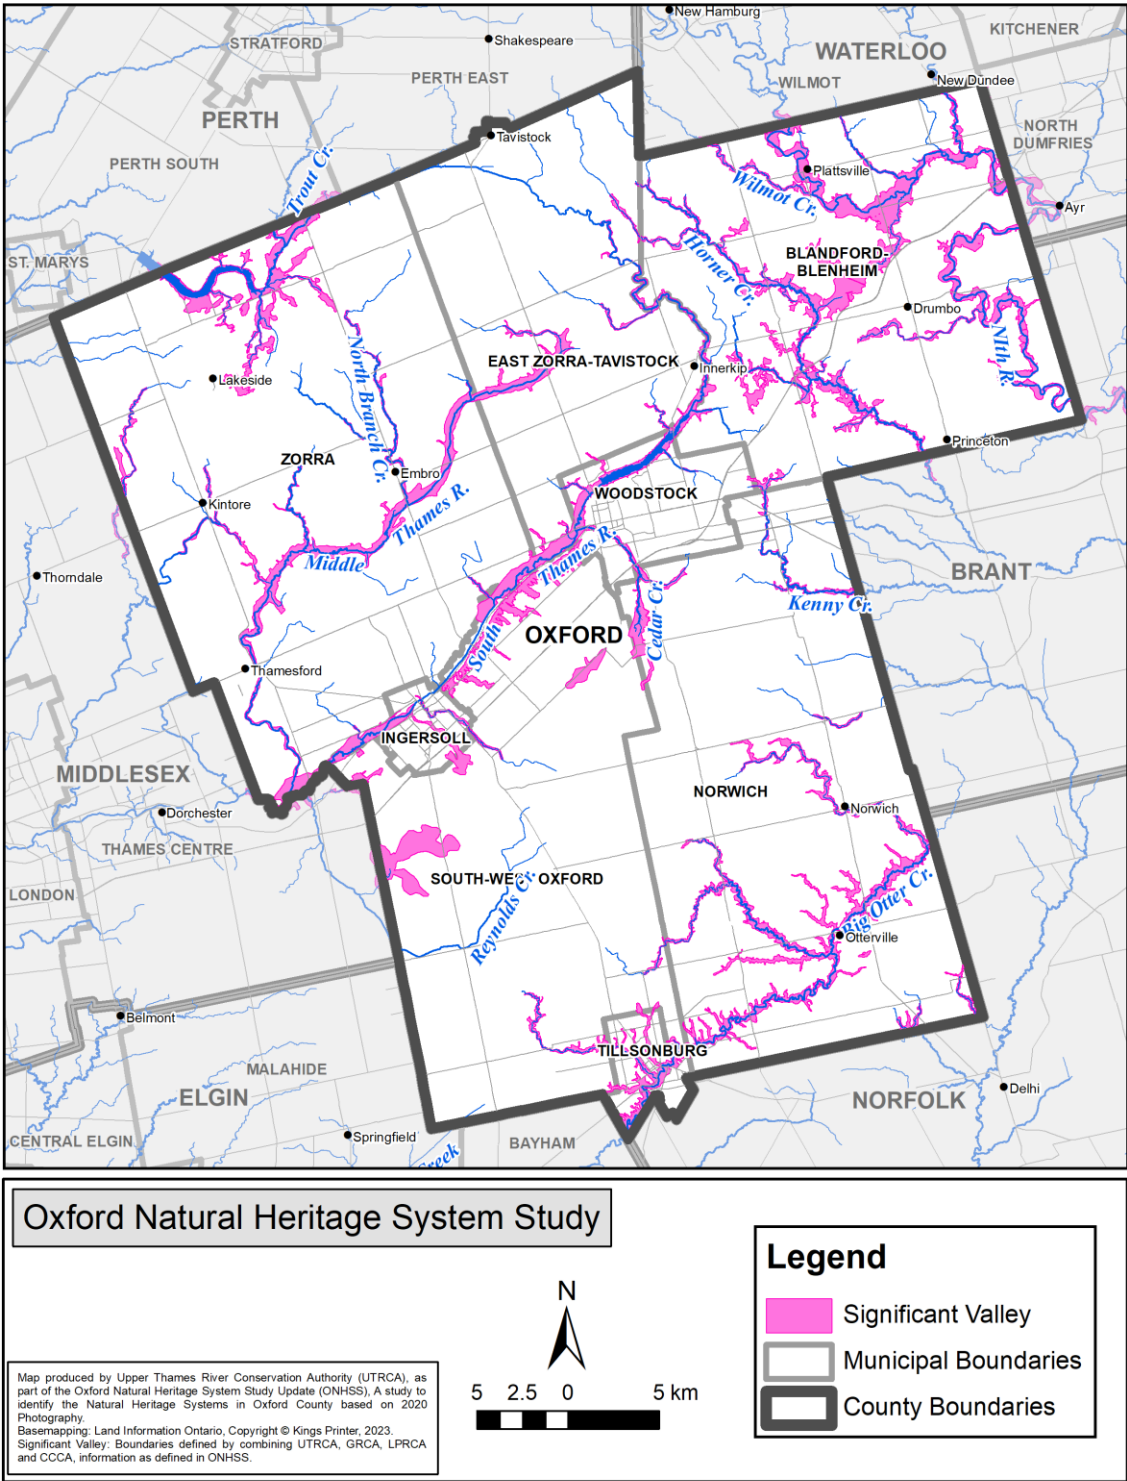 New Hamburg
KITCHENER
STRATFORD
Shakespeare
WATERLOO
PERTH EAST
WILMOT
New Dundee
PERTH
NORTH
DUMFRIES
Tavistock
PERTH SOUTH
Trout Cr.
Plattsville
Wilmot Cr.
Ayr
ST. MARYS
Horner Cr.
BLANDFORD-
BLENHEIM
Drumbo
Nith R.
North Branch Cr.
EAST ZORRA-TAVISTOCK
Innerkip
Lakeside
Princeton
ZORRA
Embro
WOODSTOCK
Kintore
Thames R.
Middle
Thames R.
BRANT
Thorndale
Kenny Cr.
Cedar Cr.
OXFORD
South
Thamesford
INGERSOLL
MIDDLESEX
NORWICH
Norwich
Dorchester
THAMES CENTRE
SOUTH-WEST OXFORD
LONDON
Reynolds Cr.
Big Otter Cr.
Otterville
Belmont
TILLSONBURG
MALAHIDE
ELGIN
NORFOLK
Delhi
CENTRAL ELGIN
Springfield
BAYHAM
Creek
Oxford Natural Heritage System Study
Legend
Significant Valley
Municipal Boundaries
County Boundaries
N
5 2.5 0 5 km
Map produced by Upper Thames River Conservation Authority (UTRCA), as
part of the Oxford Natural Heritage System Study Update (ONHSS), A study to
identify the Natural Heritage Systems in Oxford County based on 2020
Photography.
Basemapping: Land Information Ontario, Copyright © Kings Printer, 2023.
Significant Valley: Boundaries defined by combining UTRCA, GRCA, LPRCA
and CCCA, information as defined in ONHSS.